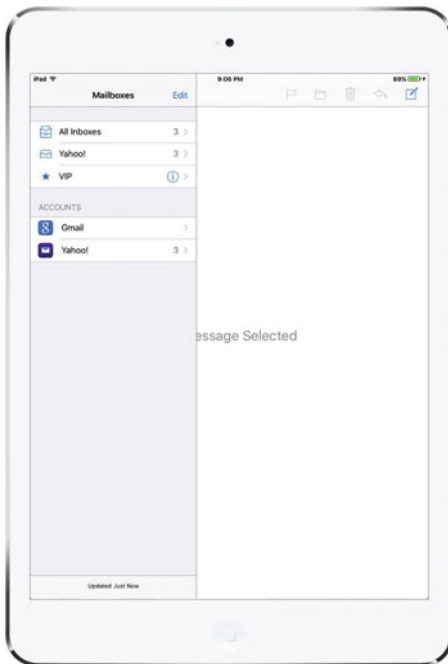 iPad 9:06 PM 89%
Mailboxes Edit
All Inboxes 3
Yahoo! 3
VIP
ACCOUNTS
8 Gmail
Yahoo! 3
essage Selected
Updated Just Now